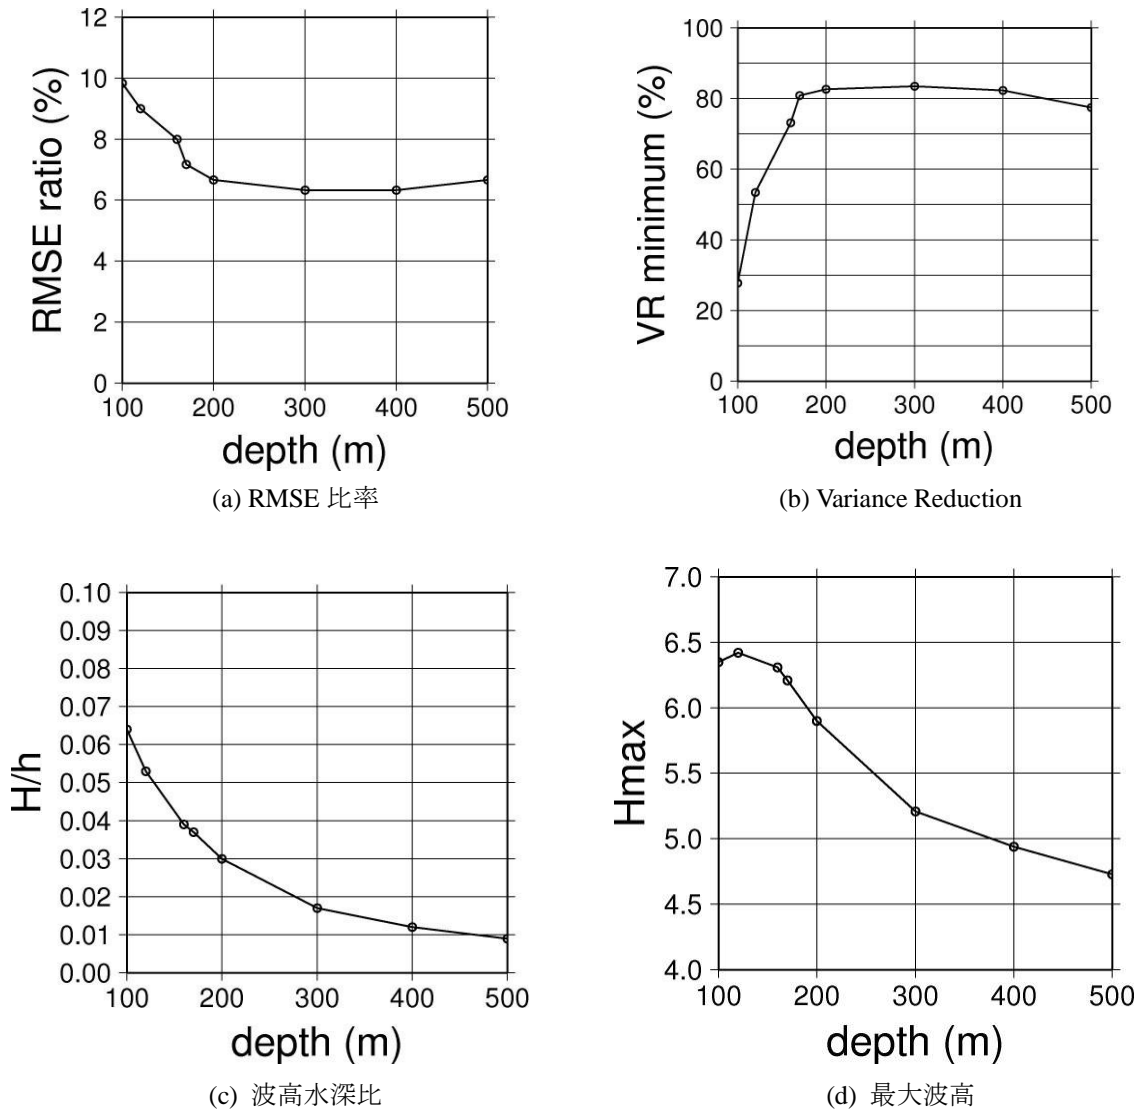 12
10
8
6
4
2
0
RMSE ratio (%)
100 200 300 400 500
depth (m)
(a) RMSE 比率
100
80
60
40
20
0
VR minimum (%)
100 200 300 400 500
depth (m)
(b) Variance Reduction
0.10
0.09
0.08
0.07
0.06
0.05
0.04
0.03
0.02
0.01
0.00
H/h
100 200 300 400 500
depth (m)
(c) 波高水深比
7.0
6.5
6.0
5.5
5.0
4.5
4.0
Hmax
100 200 300 400 500
depth (m)
(d) 最大波高